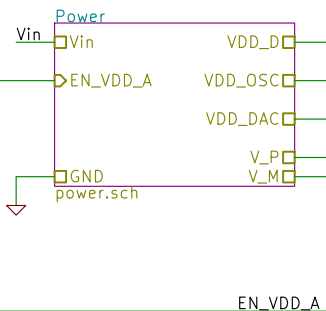 Power
Vin
Vin VDD_D
EN_VDD_A VDD_OSC
VDD_DAC
V_P
GND V_M
power.sch
EN_VDD_A